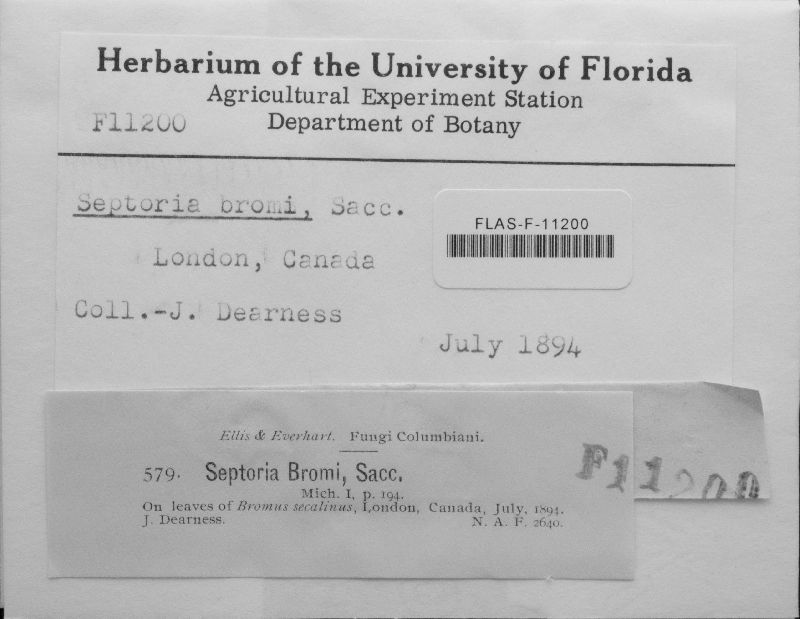 Herbarium of the University of Florida
Agricultural Experiment Station
F11200 Department of Botany
Septoria bromi, Sacc.
FLAS-F-11200
London, Canada
Coll.-J. Dearness
July 1894
Ellis & Everhart. Fungi Columbiani.
579. Septoria Bromi, Sacc.
F11200
Mich. I, p. 194.
On leaves of Bromus secalinus, London, Canada, July, 1894.
J. Dearness. N. A. F. 2640.